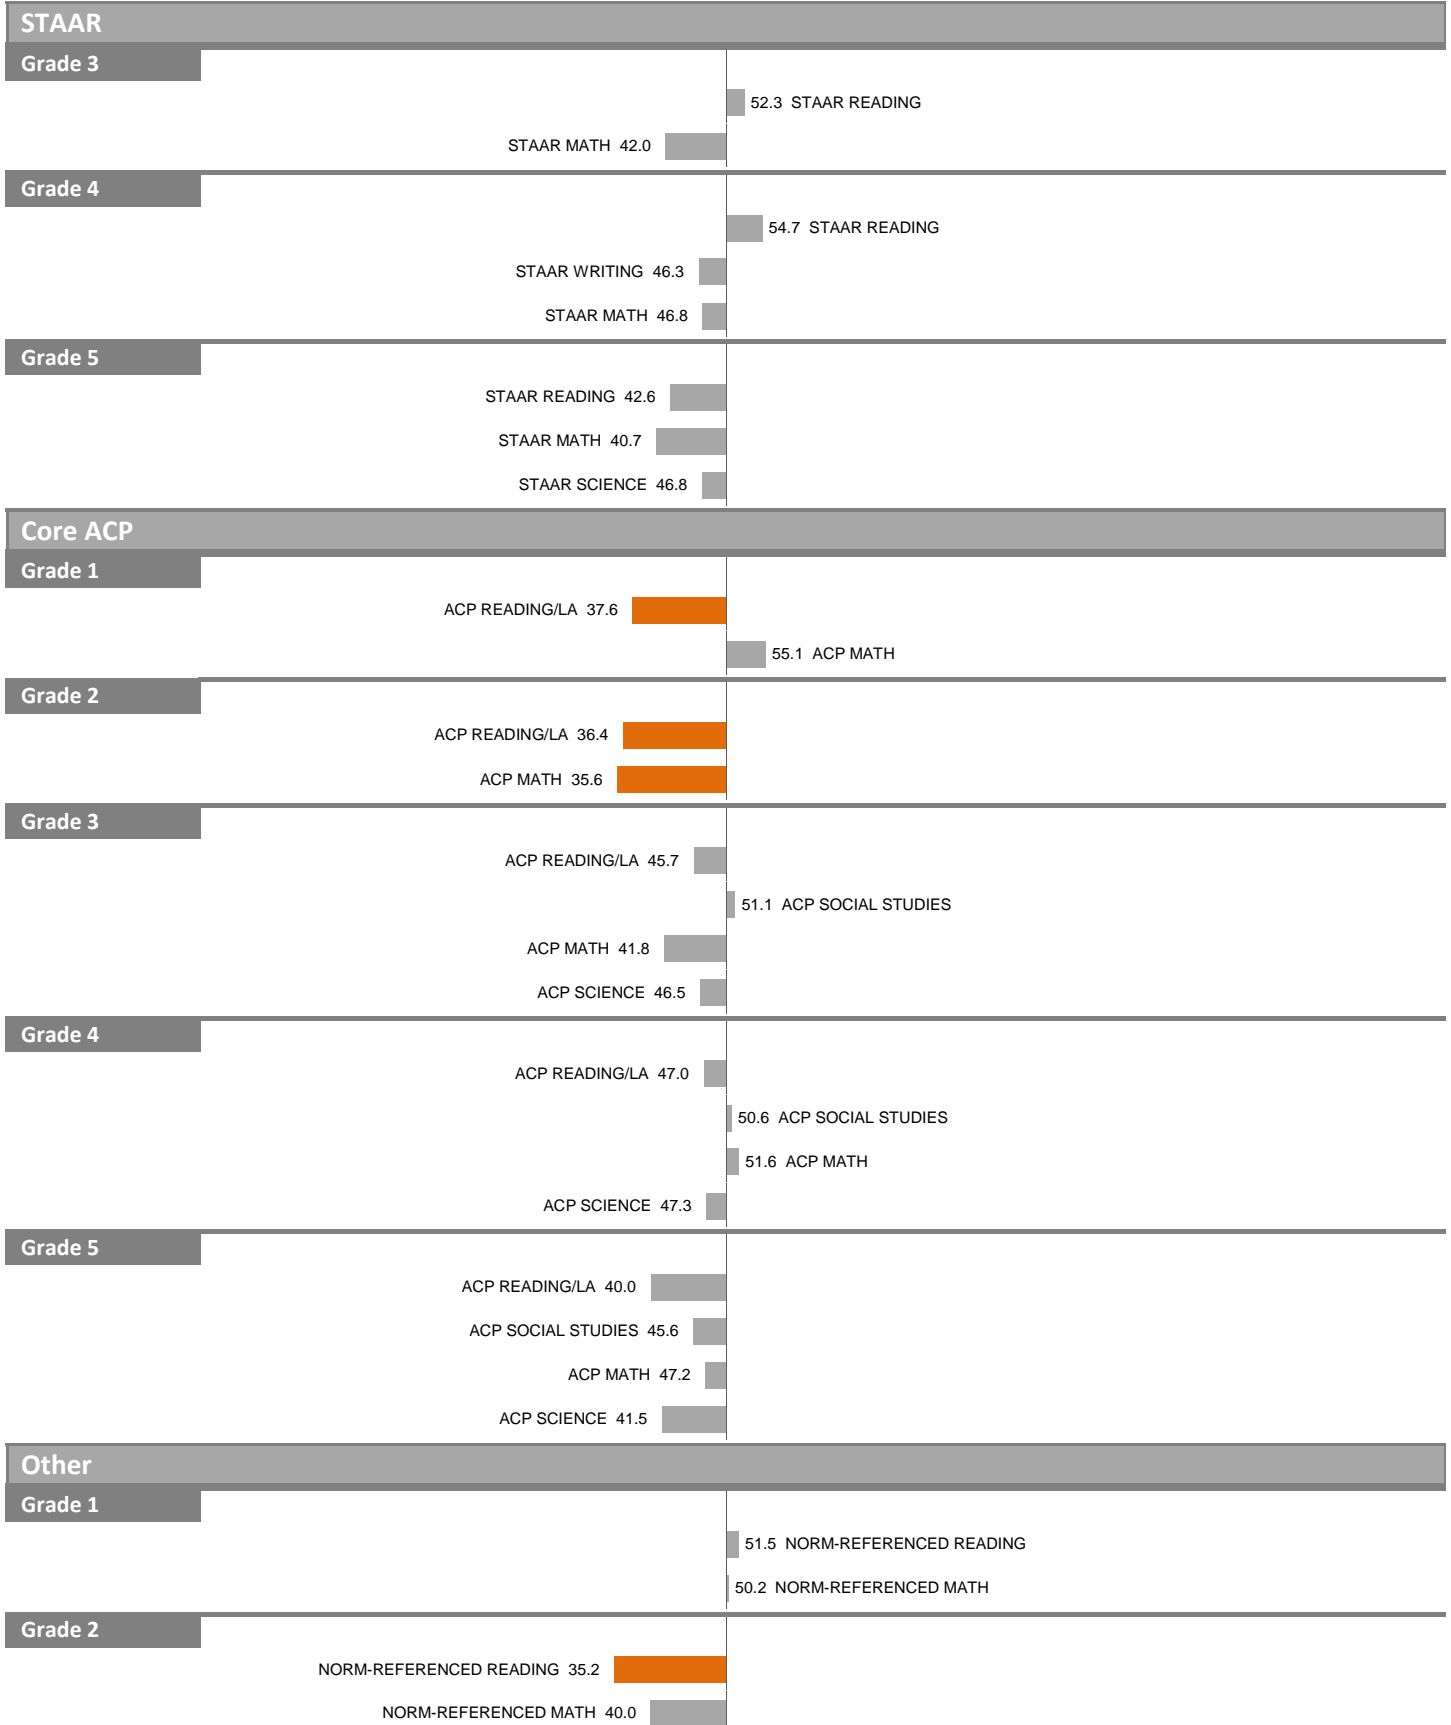 STAAR
Grade 3
52.3 STAAR READING
STAAR MATH 42.0
Grade 4
54.7 STAAR READING
STAAR WRITING 46.3
STAAR MATH 46.8
Grade 5
STAAR READING 42.6
STAAR MATH 40.7
STAAR SCIENCE 46.8
Core ACP
Grade 1
ACP READING/LA 37.6
55.1 ACP MATH
Grade 2
ACP READING/LA 36.4
ACP MATH 35.6
Grade 3
ACP READING/LA 45.7
51.1 ACP SOCIAL STUDIES
ACP MATH 41.8
ACP SCIENCE 46.5
Grade 4
ACP READING/LA 47.0
50.6 ACP SOCIAL STUDIES
51.6 ACP MATH
ACP SCIENCE 47.3
Grade 5
ACP READING/LA 40.0
ACP SOCIAL STUDIES 45.6
ACP MATH 47.2
ACP SCIENCE 41.5
Other
Grade 1
51.5 NORM-REFERENCED READING
50.2 NORM-REFERENCED MATH
Grade 2
NORM-REFERENCED READING 35.2
NORM-REFERENCED MATH 40.0